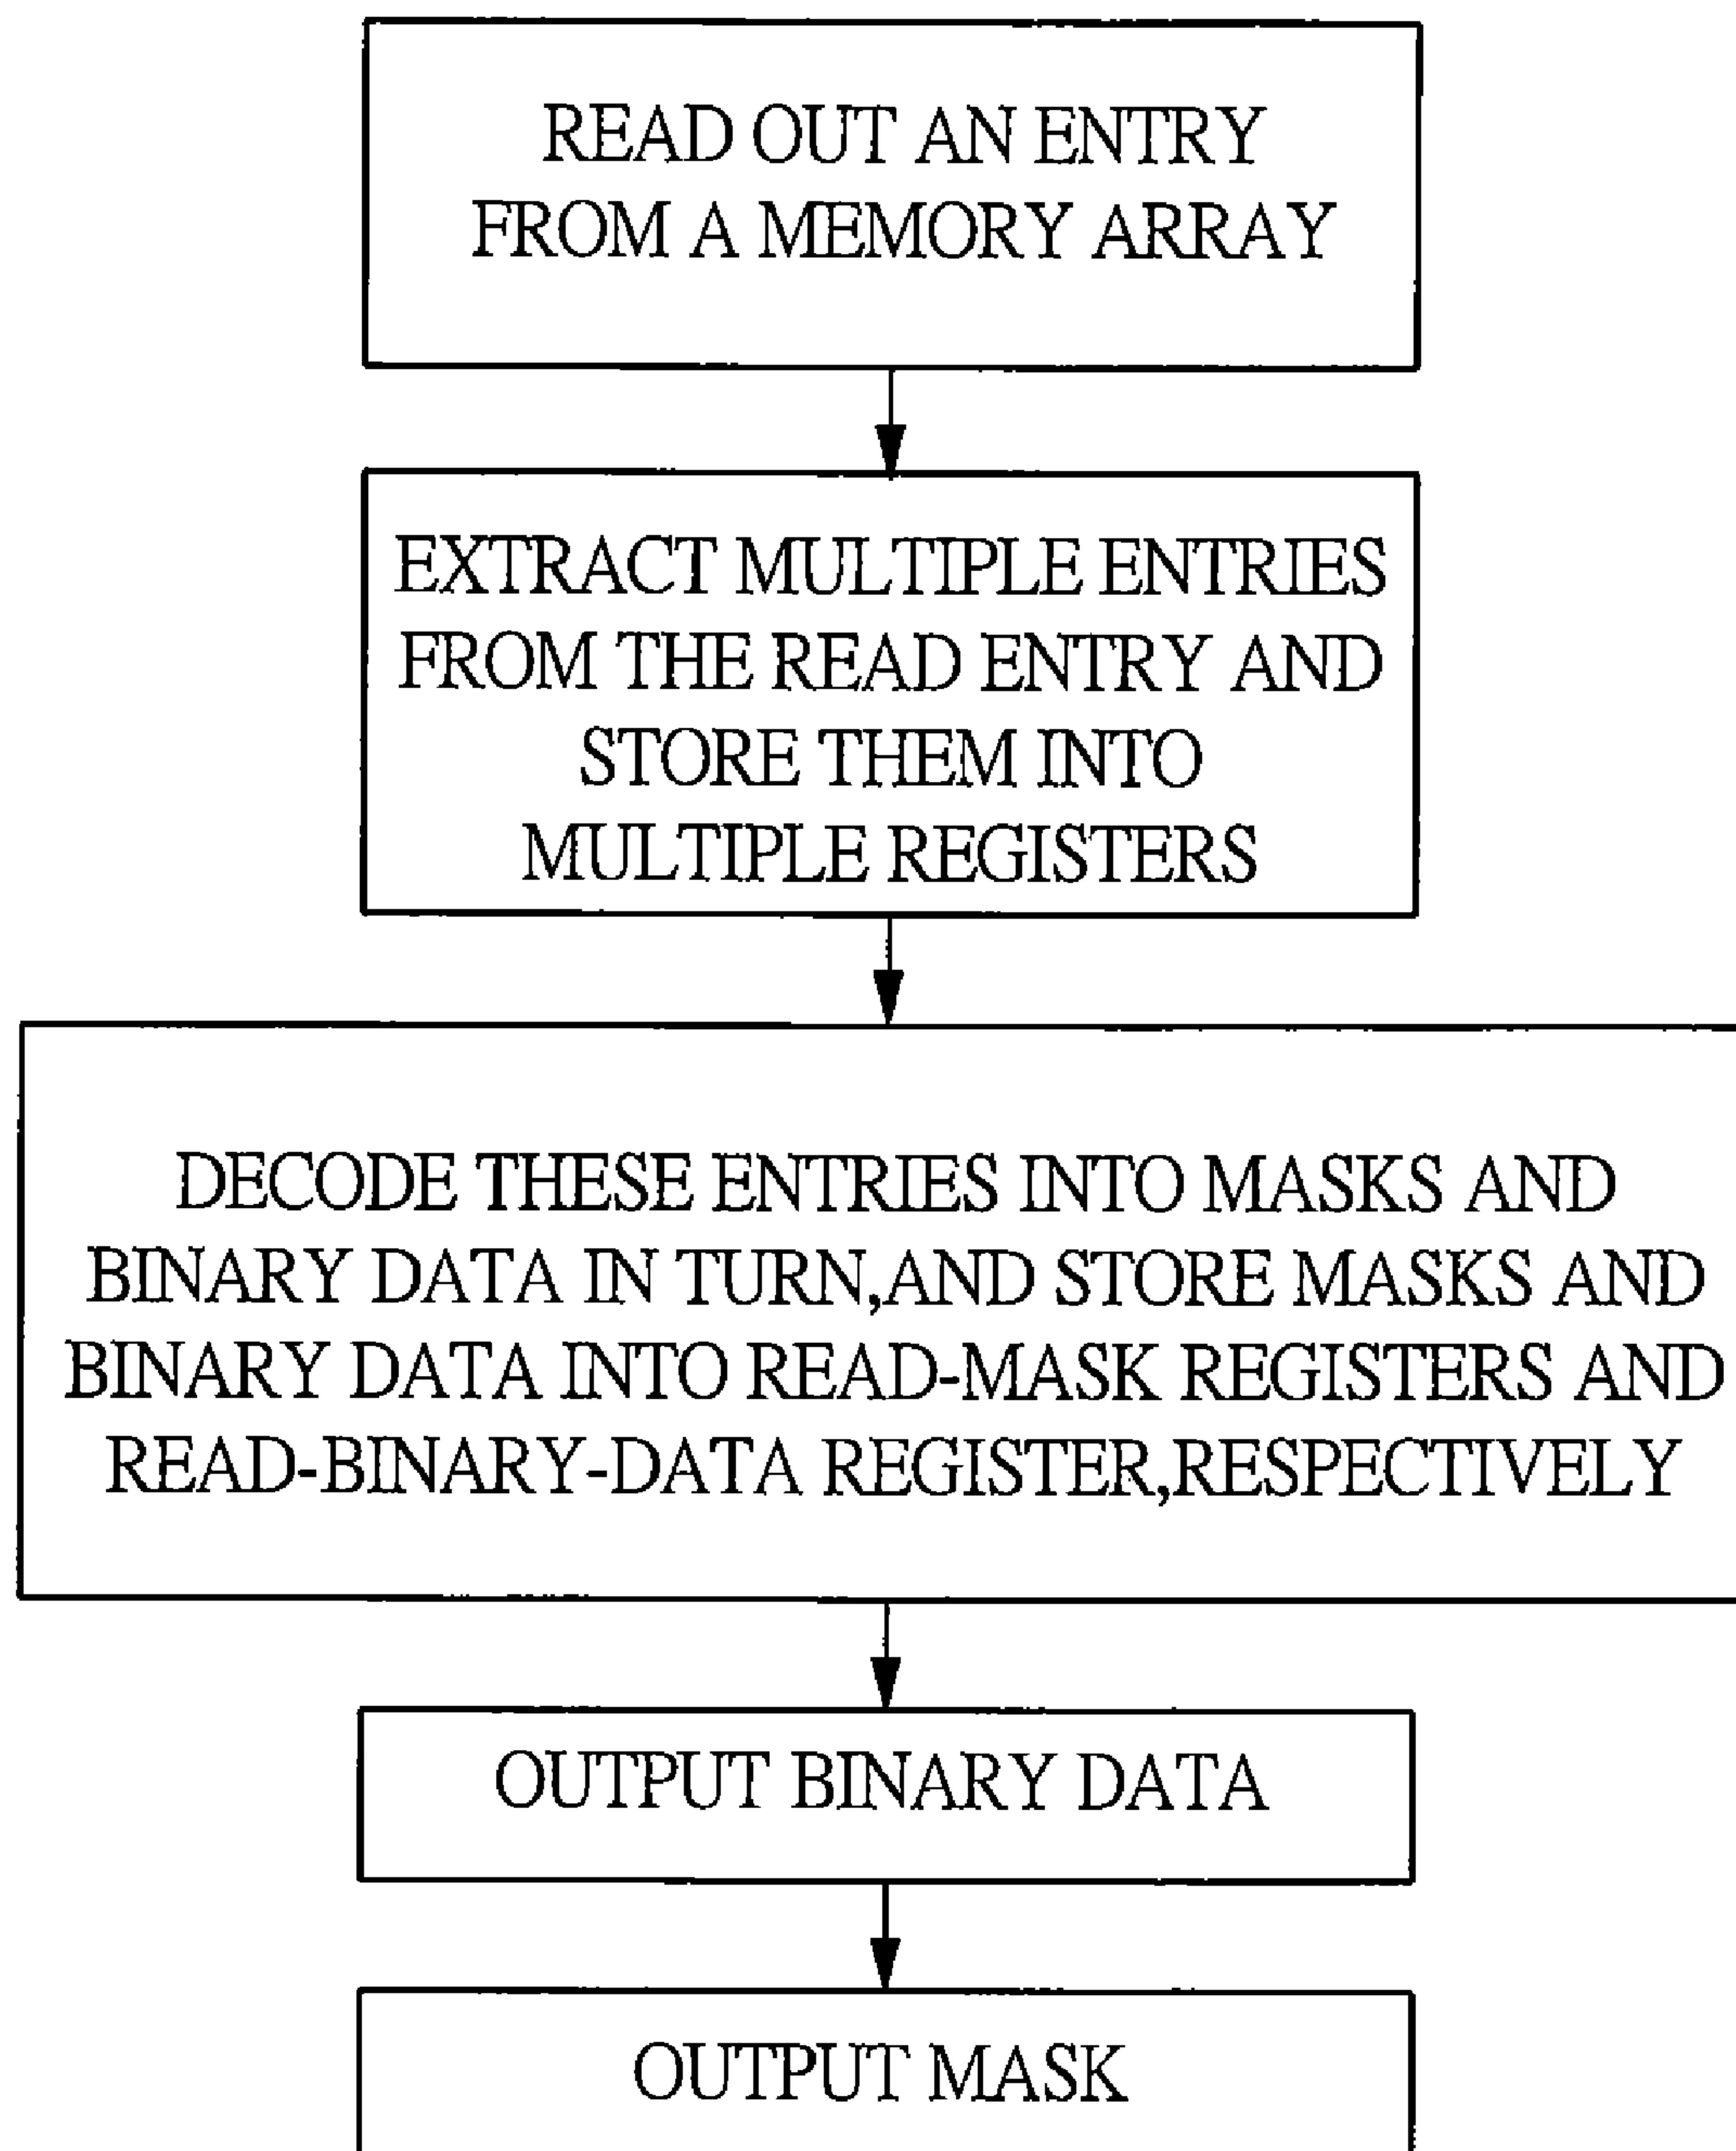 READ OUT AN ENTRY
FROM A MEMORY ARRAY
EXTRACT MULTIPLE ENTRIES
FROM THE READ ENTRY AND
STORE THEM INTO
MULTIPLE REGISTERS
DECODE THESE ENTRIES INTO MASKS AND
BINARY DATA IN TURN,AND STORE MASKS AND
BINARY DATA INTO READ-MASK REGISTERS AND
READ-BINARY-DATA REGISTER,RESPECTIVELY
OUTPUT BINARY DATA
OUTPUT MASK